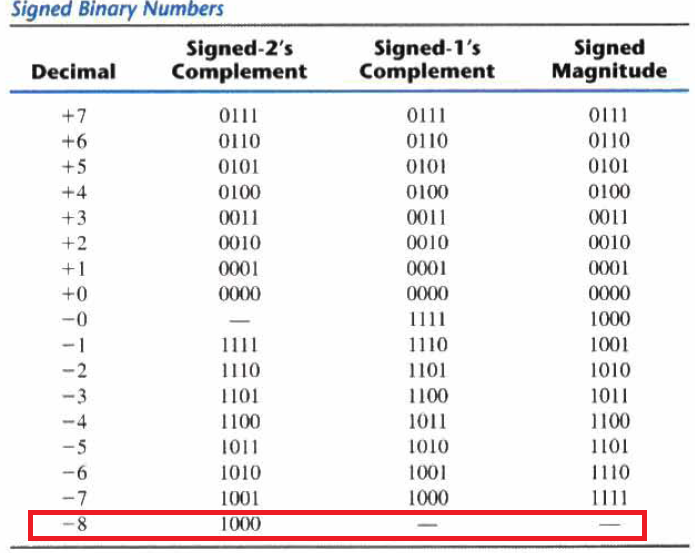 Signed Binary Numbers
Signed-2's Signed-1's Signed
Decimal Complement Complement Magnitude
+7 0111 0111 0111
+6 0110 0110 0110
+5 0101 0101 0101
+4 0100 0100 0100
+3 0011 0011 0011
+2 0010 0010 0010
+1 0001 0001 0001
+0 0000 0000 0000
−0 — 1111 1000
−1 1111 1110 1001
−2 1110 1101 1010
−3 1101 1100 1011
−4 1100 1011 1100
−5 1011 1010 1101
−6 1010 1001 1110
−7 1001 1000 1111
−8 1000 — —